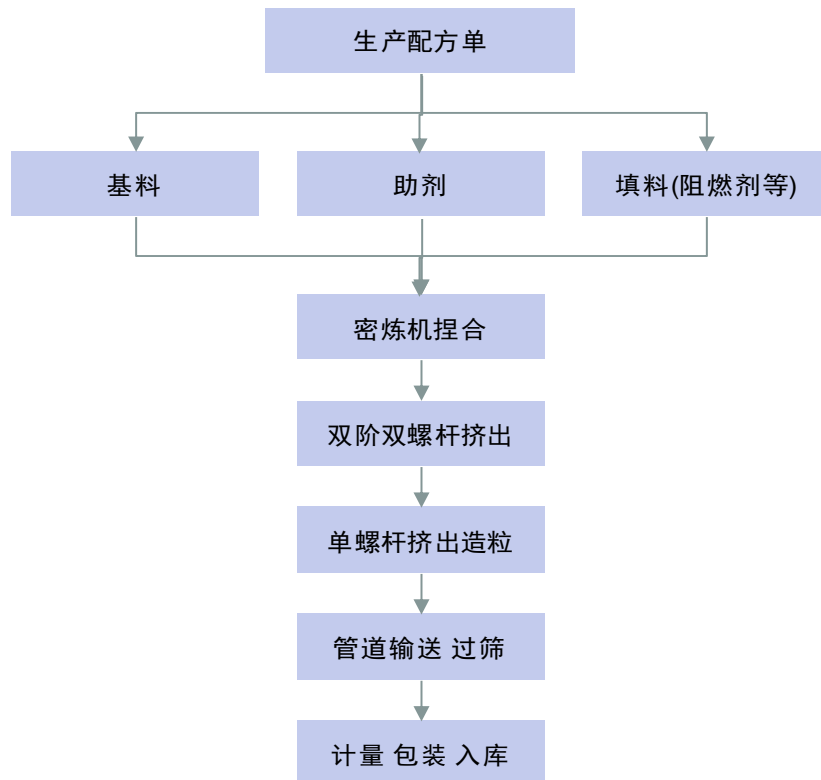 生产配方单
基料
助剂
填料(阻燃剂等)
密炼机捏合
双阶双螺杆挤出
单螺杆挤出造粒
管道输送 过筛
计量 包装 入库